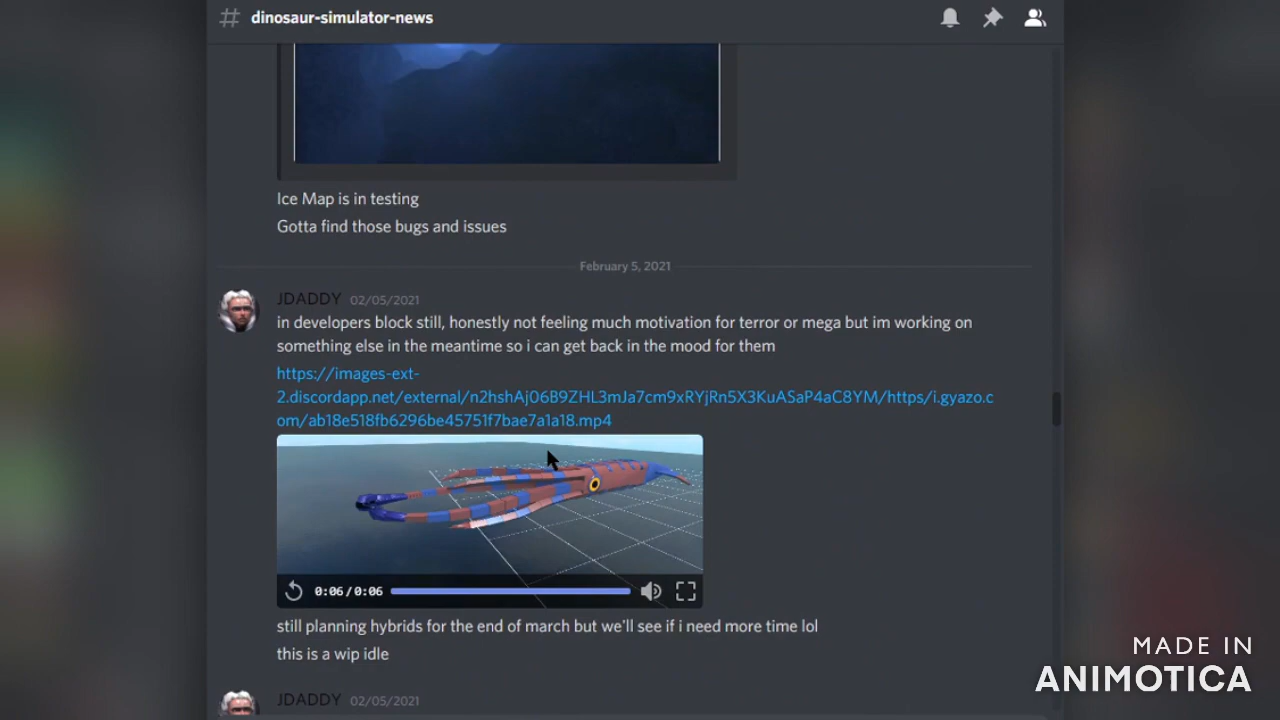 # dinosaur-simulator-news
Ice Map is in testing
Gotta find those bugs and issues
February 5, 2021
JDADDY 02/05/2021
in developers block still, honestly not feeling much motivation for terror or mega but im working on
something else in the meantime so i can get back in the mood for them
https://images-ext-
2.discordapp.net/external/n2hshAj06B9ZHL3mJa7cm9xRYjRn5X3KuASaP4aC8YM/https/i.gyazo.c
om/ab18e518fb6296be45751f7bae7a1a18.mp4
0:06/0:06
still planning hybrids for the end of march but we'll see if i need more time lol
this is a wip idle
JDADDY 02/05/2021
MADE IN
ANIMOTICA